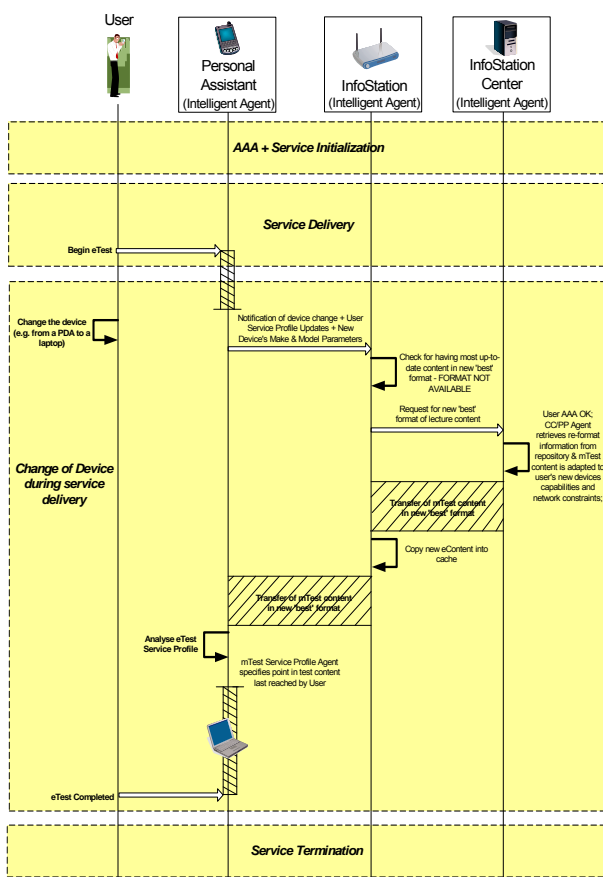 User
Personal
Assistant
(Intelligent Agent)
InfoStation
(Intelligent Agent)
InfoStation
Center
(Intelligent Agent)
AAA + Service Initialization
Service Delivery
Begin eTest
Change the device
(e.g. from a PDA to a
laptop)
Notification of device change + User
Service Profile Updates + New
Device's Make & Model Parameters
Check for having most up-to-
date content in new 'best'
format - FORMAT NOT
AVAILABLE
Request for new 'best'
format of lecture content
User AAA OK;
CC/PP Agent
retrieves re-format
information from
repository & mTest
content is adapted to
user's new devices
capabilities and
network constraints;
Change of Device
during service
delivery
Transfer of mTest content
in new 'best' format
Copy new eContent into
cache
Transfer of mTest content
in new 'best' format
Analyse eTest
Service Profile
mTest Service Profile Agent
specifies point in test content
last reached by User
eTest Completed
Service Termination